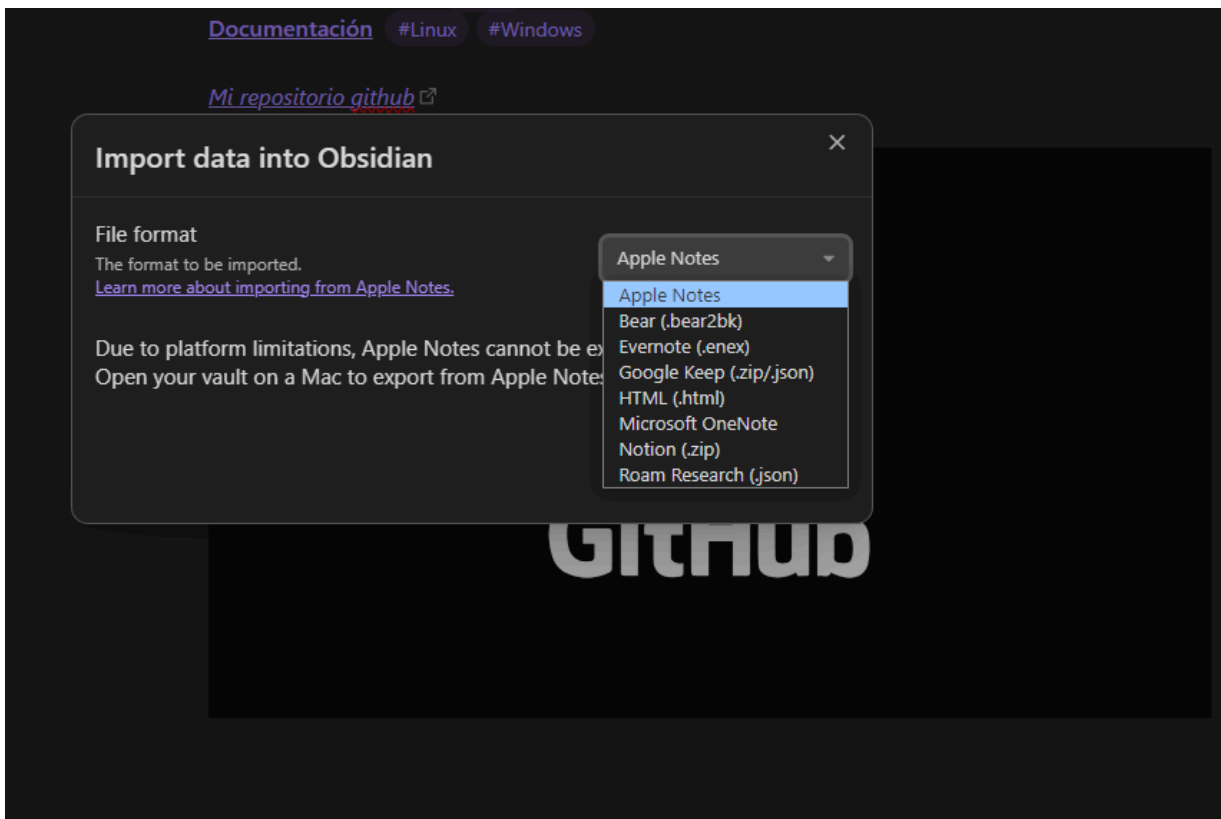 Documentación #Linux #Windows
Mi repositorio github
Import data into Obsidian
File format
The format to be imported.
Learn more about importing from Apple Notes.
Apple Notes
Apple Notes
Bear (.bear2bk)
Evernote (.enex)
Google Keep (.zip/.json)
HTML (.html)
Microsoft OneNote
Notion (.zip)
Roam Research (.json)
Due to platform limitations, Apple Notes cannot be
Open your vault on a Mac to export from Apple
GitHub